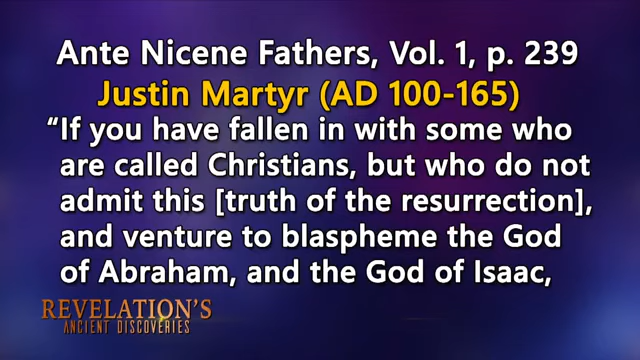 Ante Nicene Fathers, Vol. 1, p. 239
Justin Martyr (AD 100-165)
“If you have fallen in with some who
are called Christians, but who do not
admit this [truth of the resurrection],
and venture to blaspheme the God
of Abraham, and the God of Isaac,
REVELATION'S
ANCIENT DISCOVERIES